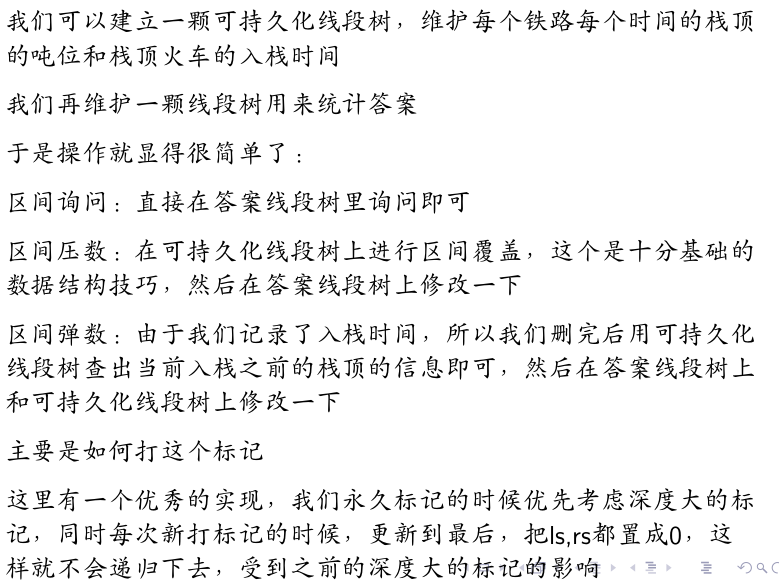 我们可以建立一颗可持久化线段树，维护每个铁路每个时间的栈顶
的吨位和栈顶火车的入栈时间
我们再维护一颗线段树用来统计答案
于是操作就显得很简单了：
区间询问：直接在答案线段树里询问即可
区间压数：在可持久化线段树上进行区间覆盖，这个是十分基础的
数据结构技巧，然后在答案线段树上修改一下
区间弹数：由于我们记录了入栈时间，所以我们删完后用可持久化
线段树查出当前入栈之前的栈顶的信息即可，然后在答案线段树上
和可持久化线段树上修改一下
主要是如何打这个标记
这里有一个优秀的实现，我们永久标记的时候优先考虑深度大的标
记，同时每次新打标记的时候，更新到最后，把ls,rs都置成0，这
样就不会递归下去，受到之前的深度大的标记的影响